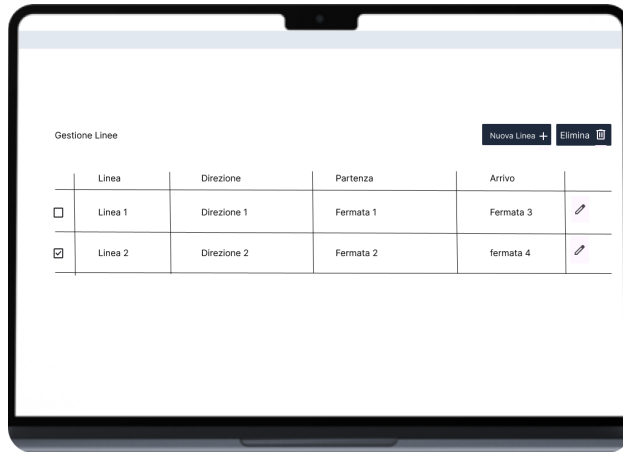 Gestione Linee
Nuova Linea Elimina
Linea Direzione Partenza Arrivo
Linea 1 Direzione 1 Fermata 1 Fermata 3
Linea 2 Direzione 2 Fermata 2 fermata 4